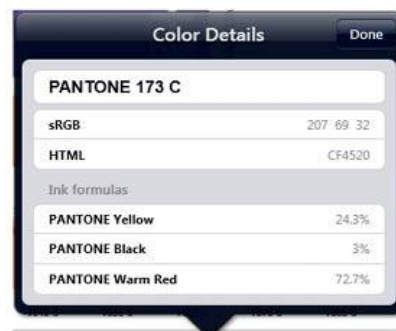 Color Details Done
PANTONE 173 C
sRGB 207 69 32
HTML CF4520
Ink formulas
PANTONE Yellow 24.3%
PANTONE Black 3%
PANTONE Warm Red 72.7%